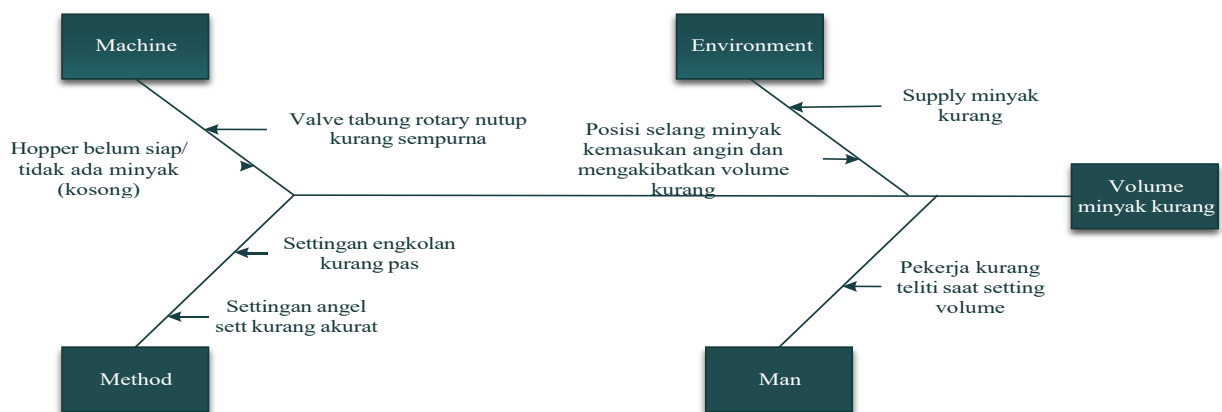 Machine
Environment
Valve tabung rotary nutup
kurang sempurna
Hopper belum siap/
tidak ada minyak
(kosong)
Supply minyak
kurang
Posisi selang minyak
kemasukan angin dan
mengakibatkan volume
kurang
Volume
minyak kurang
Settingan engkolan
kurang pas
Settingan angel
sett kurang akurat
Pekerja kurang
teliti saat setting
volume
Method
Man